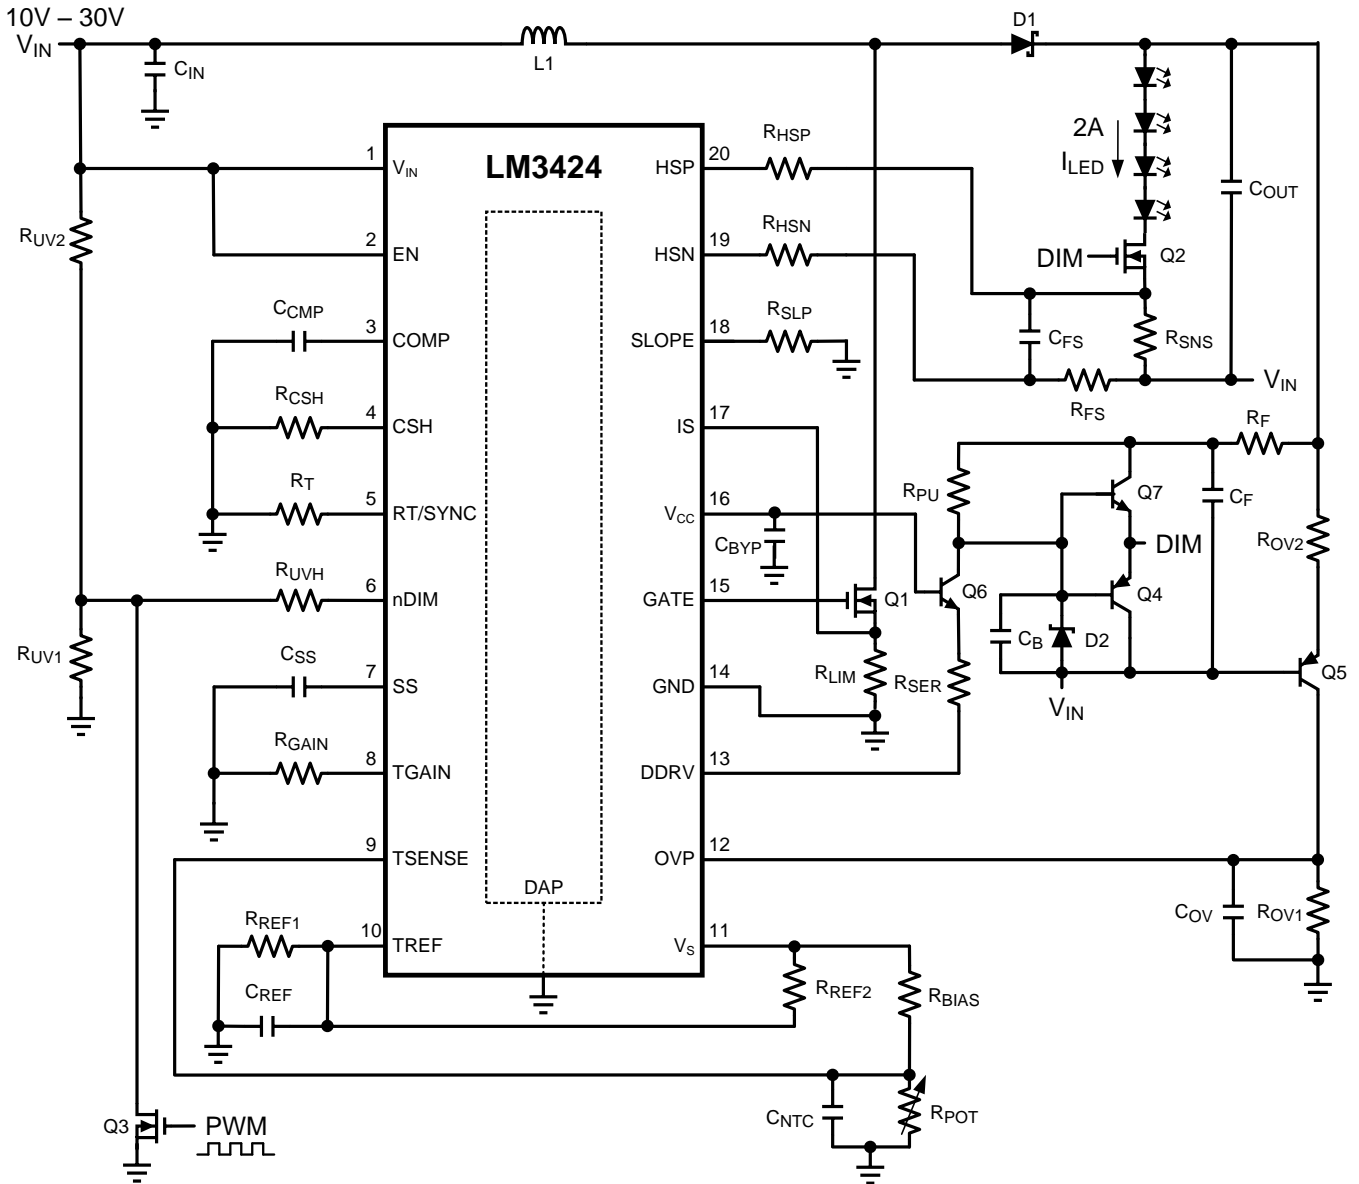 10V – 30V
VIN
CIN
L1
D1
2A
ILED
COUT
DIM
Q2
RUV2
LM3424
1
VIN
2
EN
CCMP
3
COMP
RCSH
4
CSH
RT
5
RT/SYNC
RUVH
6
nDIM
RUV1
CSS
7
SS
RGAIN
8
TGAIN
9
TSENSE
RREF1
10
TREF
CREF
DAP
RHSP
20
HSP
RHSN
19
HSN
RSLP
18
SLOPE
17
IS
16
VCC
CBYP
15
GATE
Q1
14
GND
RLIM
RSER
13
DDRV
12
OVP
11
VS
CFS
RSNS
RFS
VIN
RF
RPU
Q7
CF
DIM
ROV2
Q6
Q4
CB
D2
VIN
Q5
COV
ROV1
RREF2
RBIAS
CNTC
RPOT
Q3
PWM